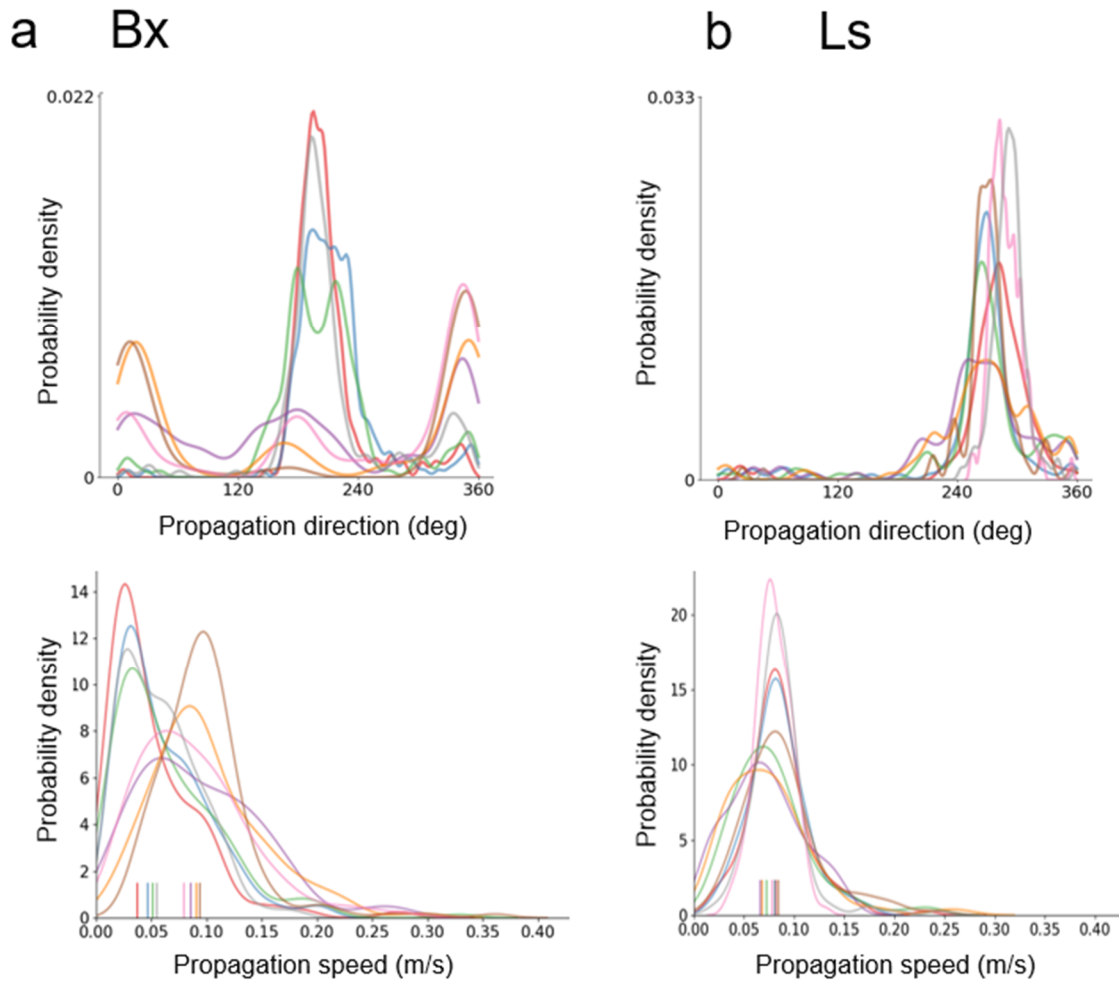 a Bx
0.022
Probability density
0
0 120 240 360
Propagation direction (deg)
b Ls
0.033
Probability density
0
0 120 240 360
Propagation direction (deg)
14
12
10
8
6
4
2
0
Probability density
0.00 0.05 0.10 0.15 0.20 0.25 0.30 0.35 0.40
Propagation speed (m/s)
20
15
10
5
0
Probability density
0.00 0.05 0.10 0.15 0.20 0.25 0.30 0.35 0.40
Propagation speed (m/s)